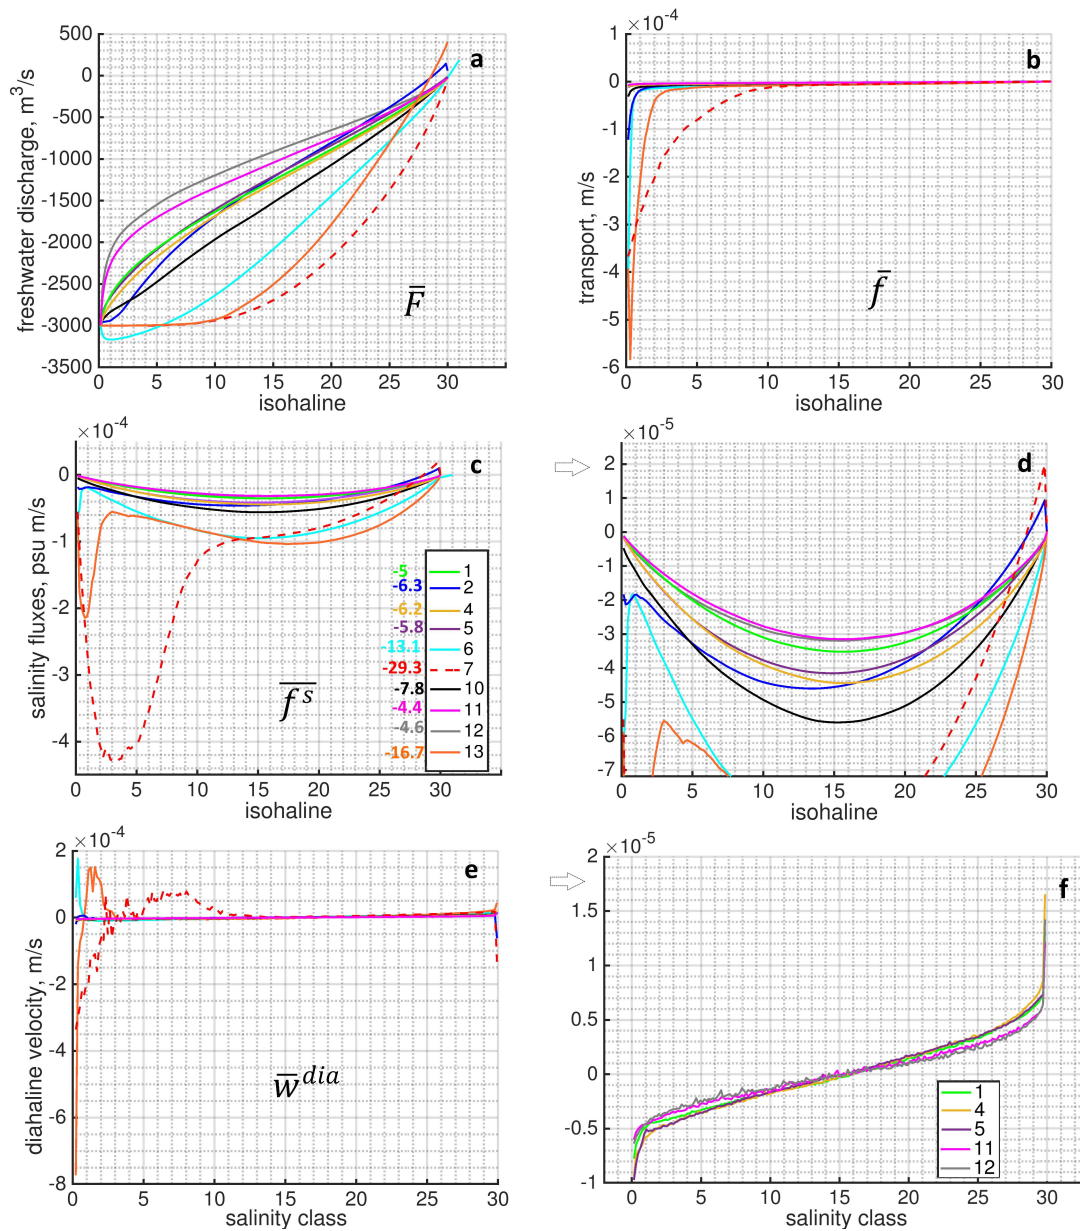 a
500
0
-500
-1000
-1500
-2000
-2500
-3000
-3500
0 5 10 15 20 25 30
isohaline
freshwater discharge, m³/s
F̄
b
×10⁻⁴
1
0
-1
-2
-3
-4
-5
-6
0 5 10 15 20 25 30
isohaline
transport, m/s
f̄
c
×10⁻⁴
0
-1
-2
-3
-4
0 5 10 15 20 25 30
isohaline
salinity fluxes, psu m/s
f̄ˢ
-5 1
-6.3 2
-6.2 4
-5.8 5
-13.1 6
-29.3 7
-7.8 10
-4.4 11
-4.6 12
-16.7 13
d
×10⁻⁵
2
1
0
-1
-2
-3
-4
-5
-6
-7
0 5 10 15 20 25 30
isohaline
e
×10⁻⁴
2
0
-2
-4
-6
-8
0 5 10 15 20 25 30
salinity class
diahaline velocity, m/s
w̄ᵈⁱᵃ
f
×10⁻⁵
2
1.5
1
0.5
0
-0.5
-1
0 5 10 15 20 25 30
salinity class
1
4
5
11
12